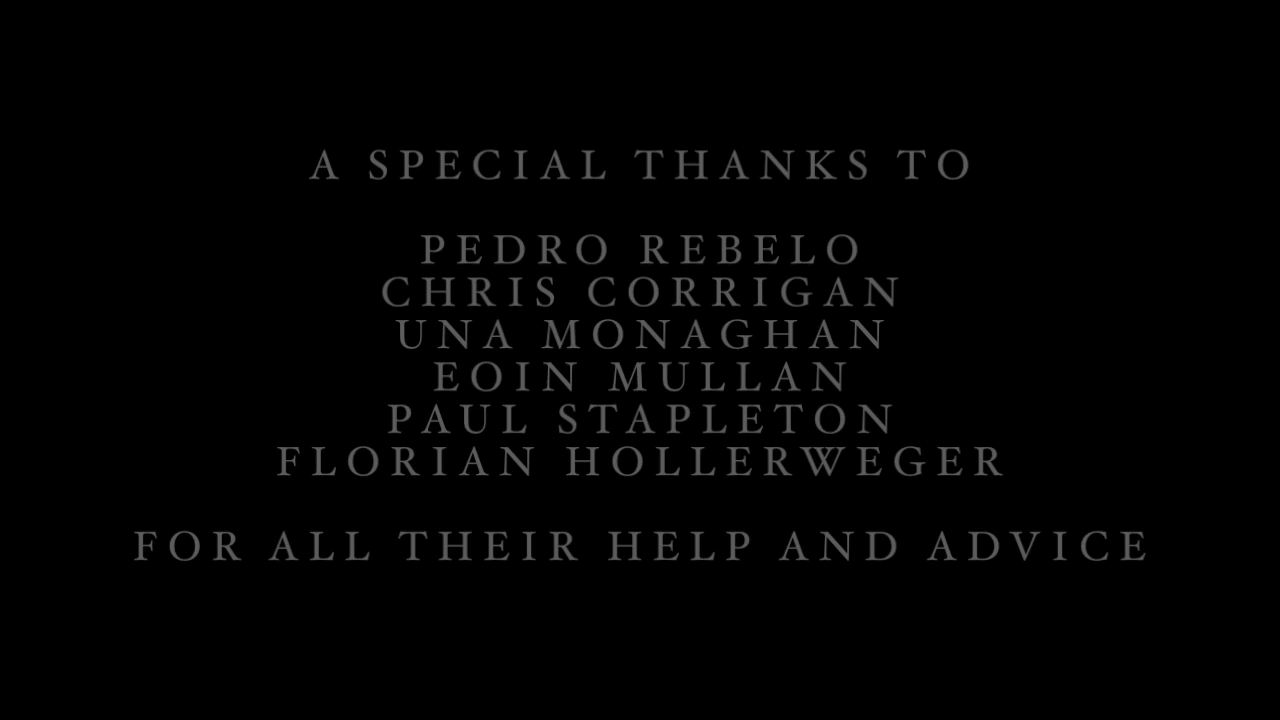 A SPECIAL THANKS TO
PEDRO REBELO
CHRIS CORRIGAN
UNA MONAGHAN
EOIN MULLAN
PAUL STAPLETON
FLORIAN HOLLERWEGER
FOR ALL THEIR HELP AND ADVICE